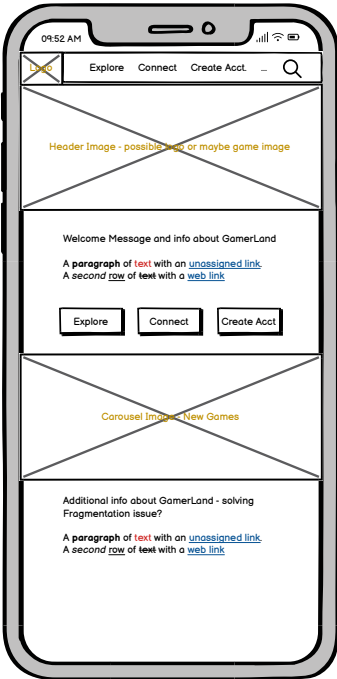 09:52 AM
Logo Explore Connect Create Acct. ...
Header Image - possible logo or maybe game image
Welcome Message and info about GamerLand
A paragraph of text with an unassigned link.
A second row of text with a web link
Explore Connect Create Acct
Carousel Image - New Games
Additional info about GamerLand - solving
Fragmentation issue?
A paragraph of text with an unassigned link.
A second row of text with a web link